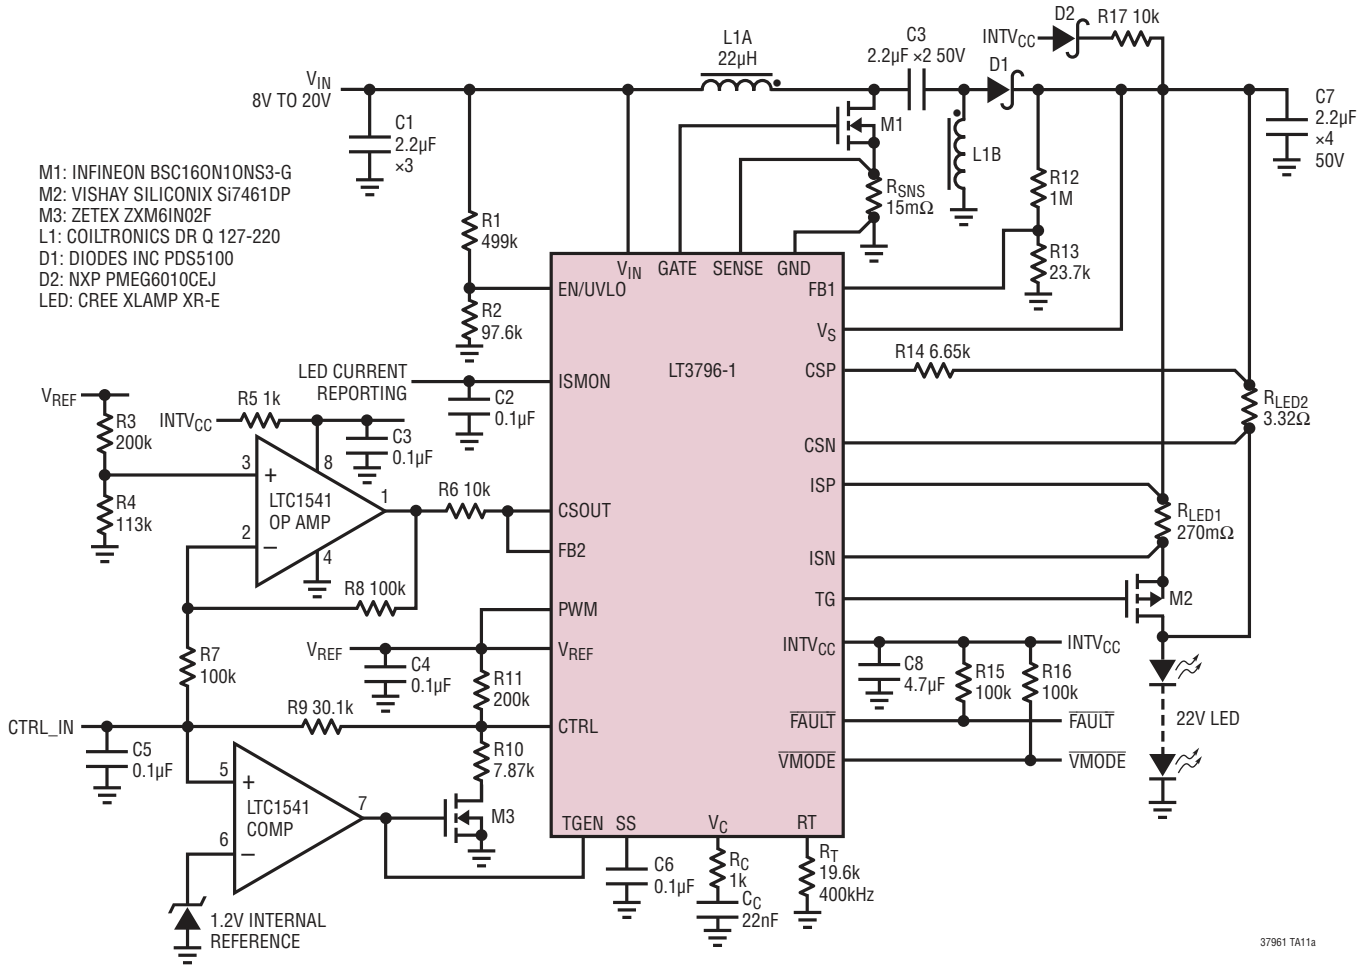 D2
R17 10k
INTVCC
L1A
22µH
C3
2.2µF ×2 50V
D1
VIN
8V TO 20V
C1
2.2µF
×3
M1
L1B
C7
2.2µF
×4
50V
M1: INFINEON BSC16ON1ONS3-G
M2: VISHAY SILICONIX Si7461DP
M3: ZETEX ZXM6IN02F
L1: COILTRONICS DR Q 127-220
D1: DIODES INC PDS5100
D2: NXP PMEG6010CEJ
LED: CREE XLAMP XR-E
R1
499k
RSNS
15mΩ
R12
1M
R13
23.7k
R2
97.6k
VIN
GATE
SENSE
GND
EN/UVLO
FB1
VS
LT3796-1
R14 6.65k
CSP
RLED2
3.32Ω
LED CURRENT
REPORTING
ISMON
C2
0.1µF
VREF
R3
200k
INTVCC
R5 1k
C3
0.1µF
CSN
3
+
8
LTC1541
OP AMP
1
R6 10k
CSOUT
ISP
R4
113k
2
–
4
FB2
RLED1
270mΩ
ISN
R8 100k
PWM
TG
M2
R7
100k
VREF
C4
0.1µF
VREF
R11
200k
INTVCC
INTVCC
C8
4.7µF
R15
100k
R16
100k
CTRL_IN
R9 30.1k
CTRL
FAULT
FAULT
22V LED
C5
0.1µF
R10
7.87k
VMODE
VMODE
5
+
LTC1541
COMP
7
6
–
M3
TGEN
SS
VC
RT
C6
0.1µF
RC
1k
CC
22nF
RT
19.6k
400kHz
1.2V INTERNAL
REFERENCE
37961 TA11a